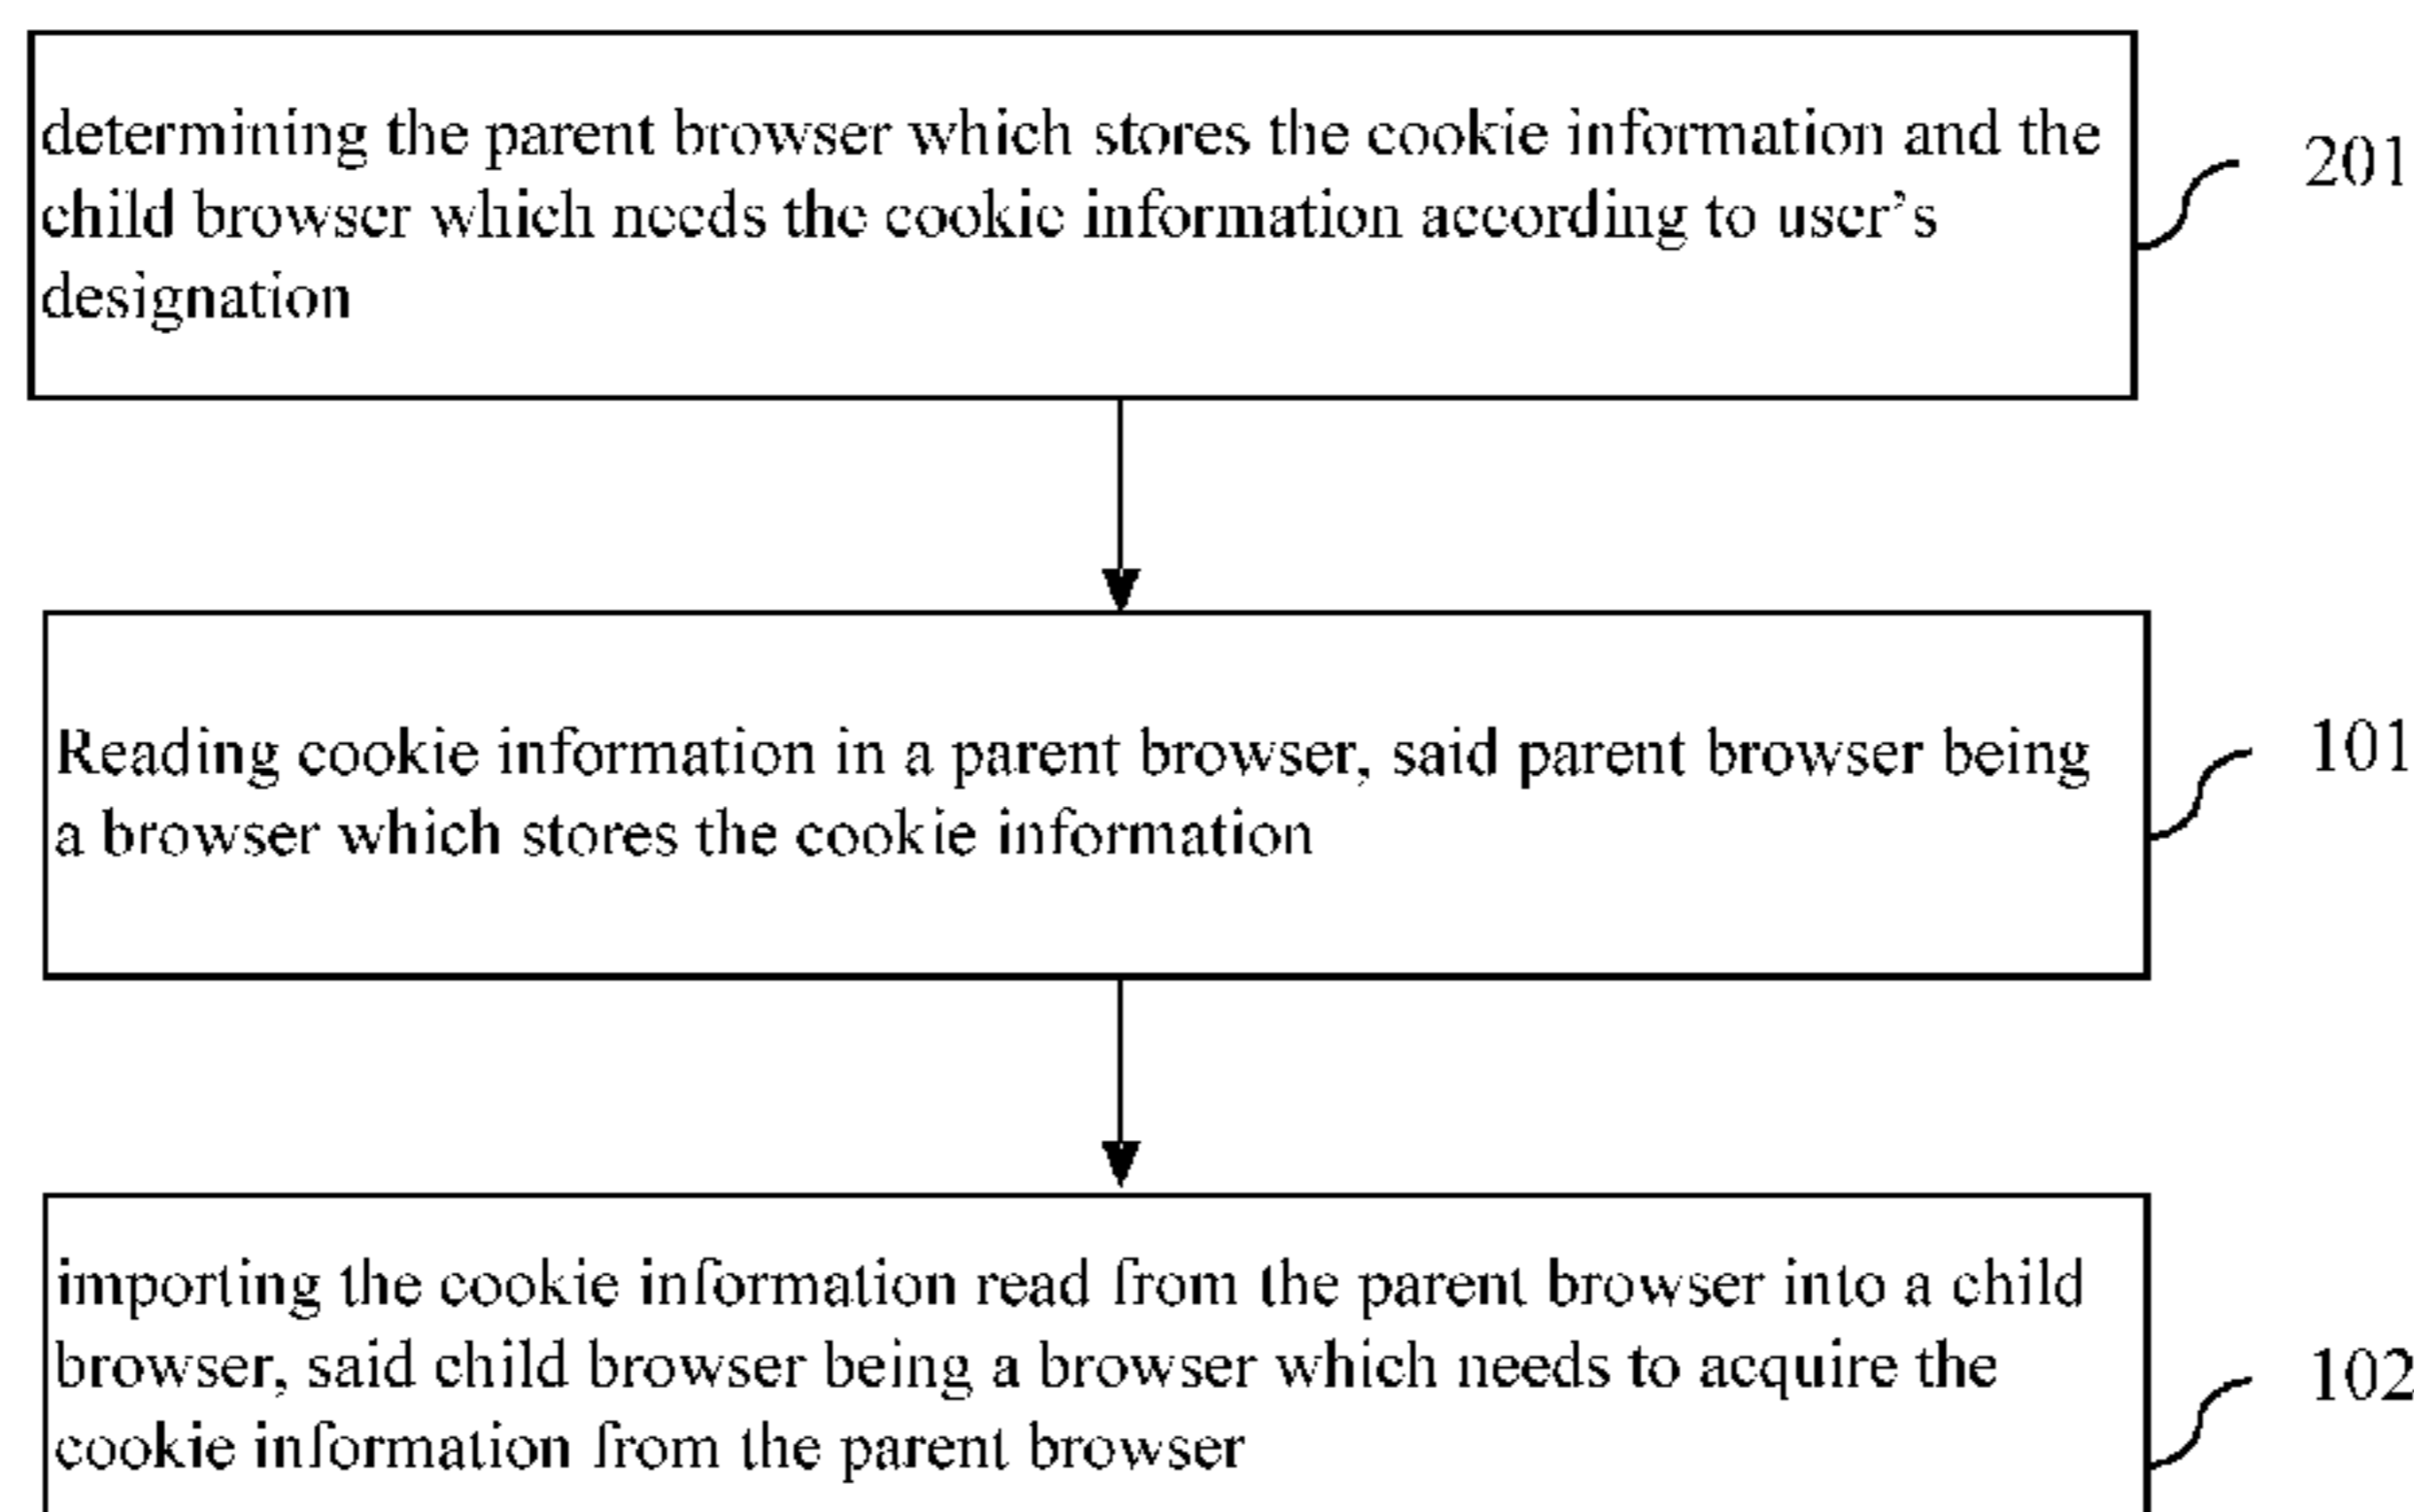 determining the parent browser which stores the cookie information and the
child browser which needs the cookie information according to user's
designation
201
Reading cookie information in a parent browser, said parent browser being
a browser which stores the cookie information
101
importing the cookie information read from the parent browser into a child
browser, said child browser being a browser which needs to acquire the
cookie information from the parent browser
102